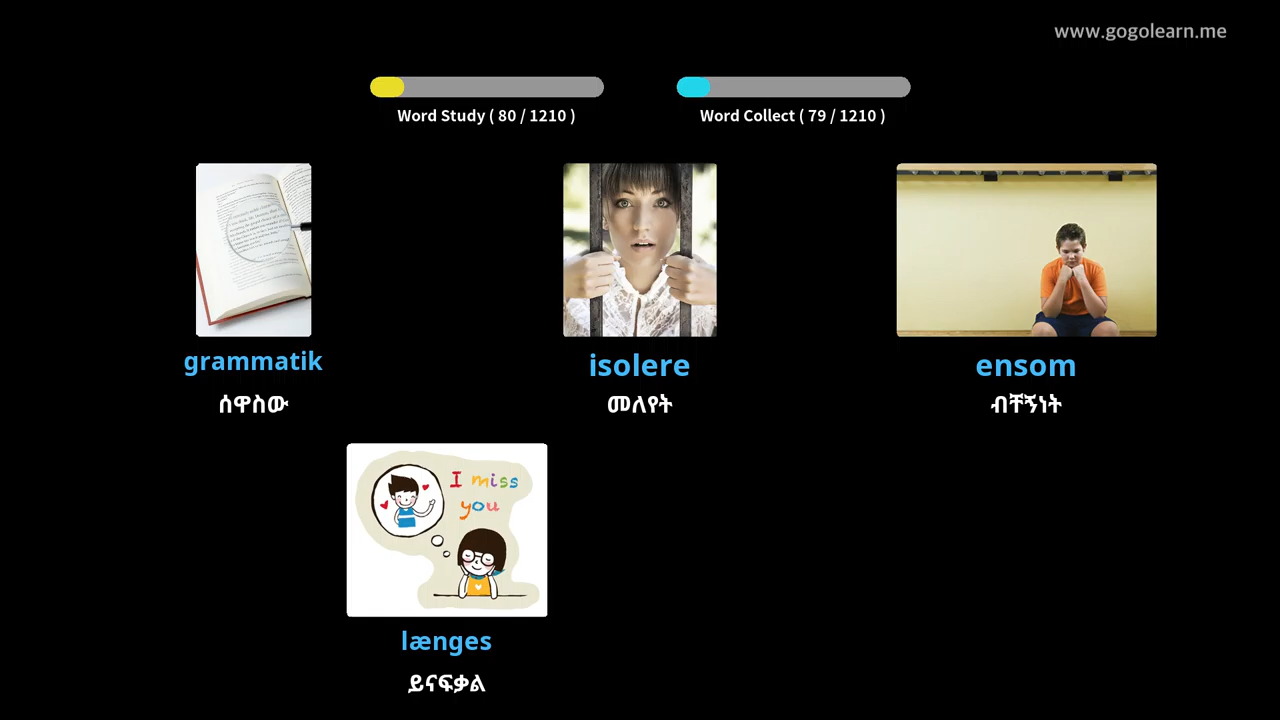 www.gogolearn.me
Word Study ( 80 / 1210 )
Word Collect ( 79 / 1210 )
grammatik
isolere
ensom
ሰዋስው
መለየት
ብቸኝነት
I miss
you
længes
ይናፍቃል